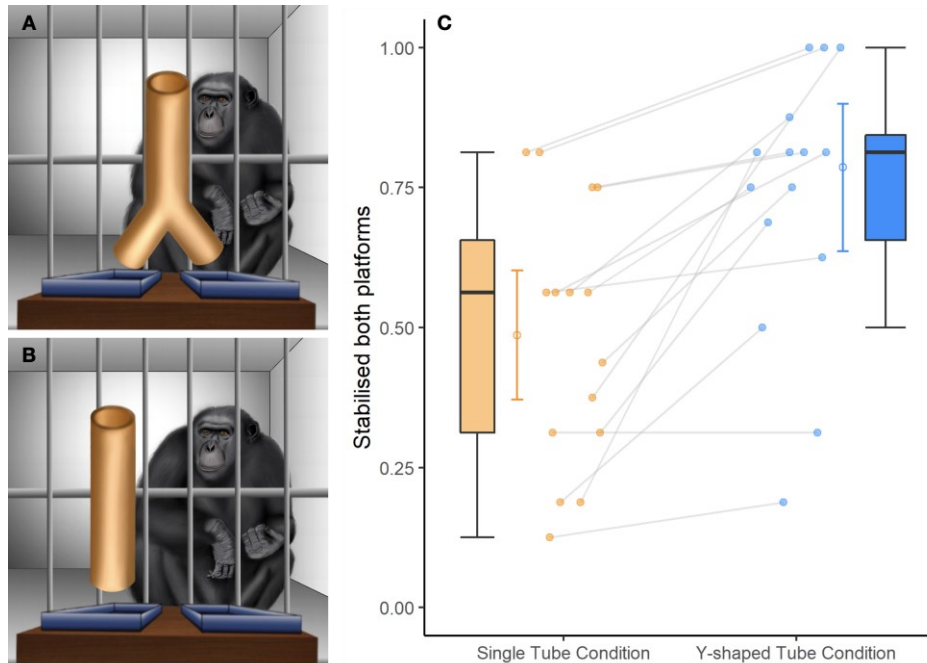 A
B
C
Stabilised both platforms
1.00
0.75
0.50
0.25
0.00
Single Tube Condition
Y-shaped Tube Condition